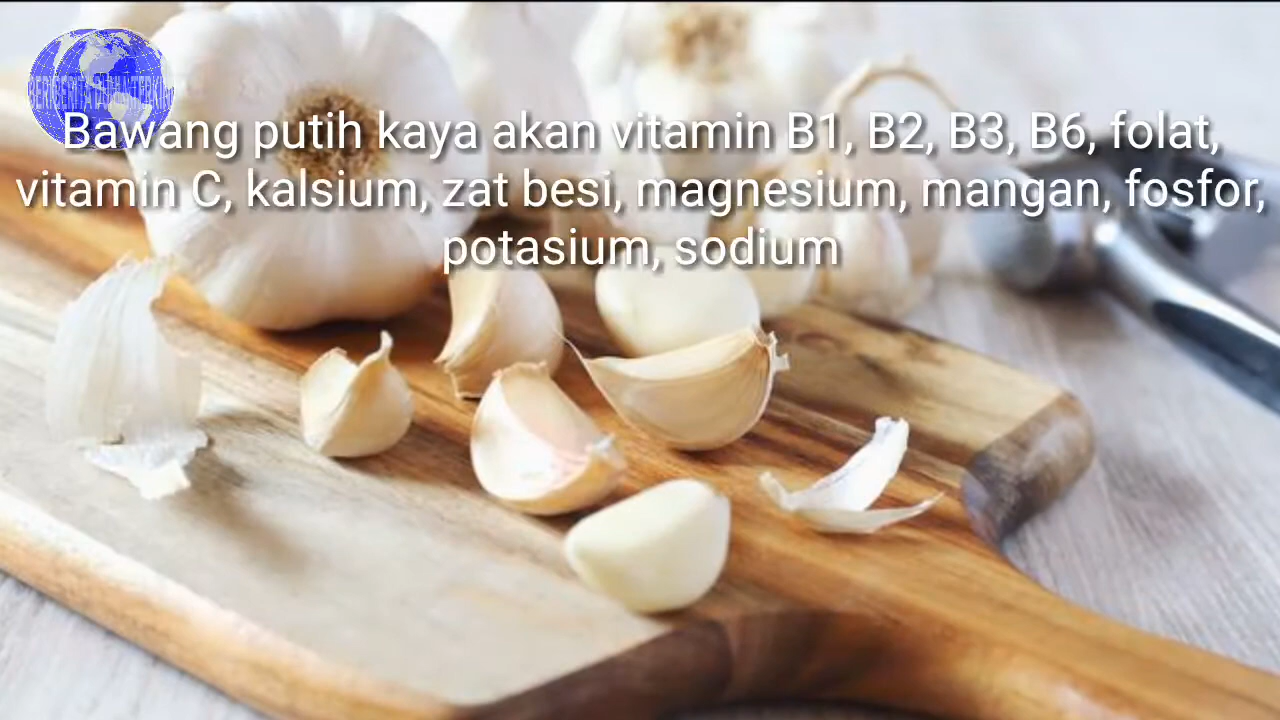 Bawang putih kaya akan vitamin B1, B2, B3, B6, folat,
vitamin C, kalsium, zat besi, magnesium, mangan, fosfor,
potasium, sodium